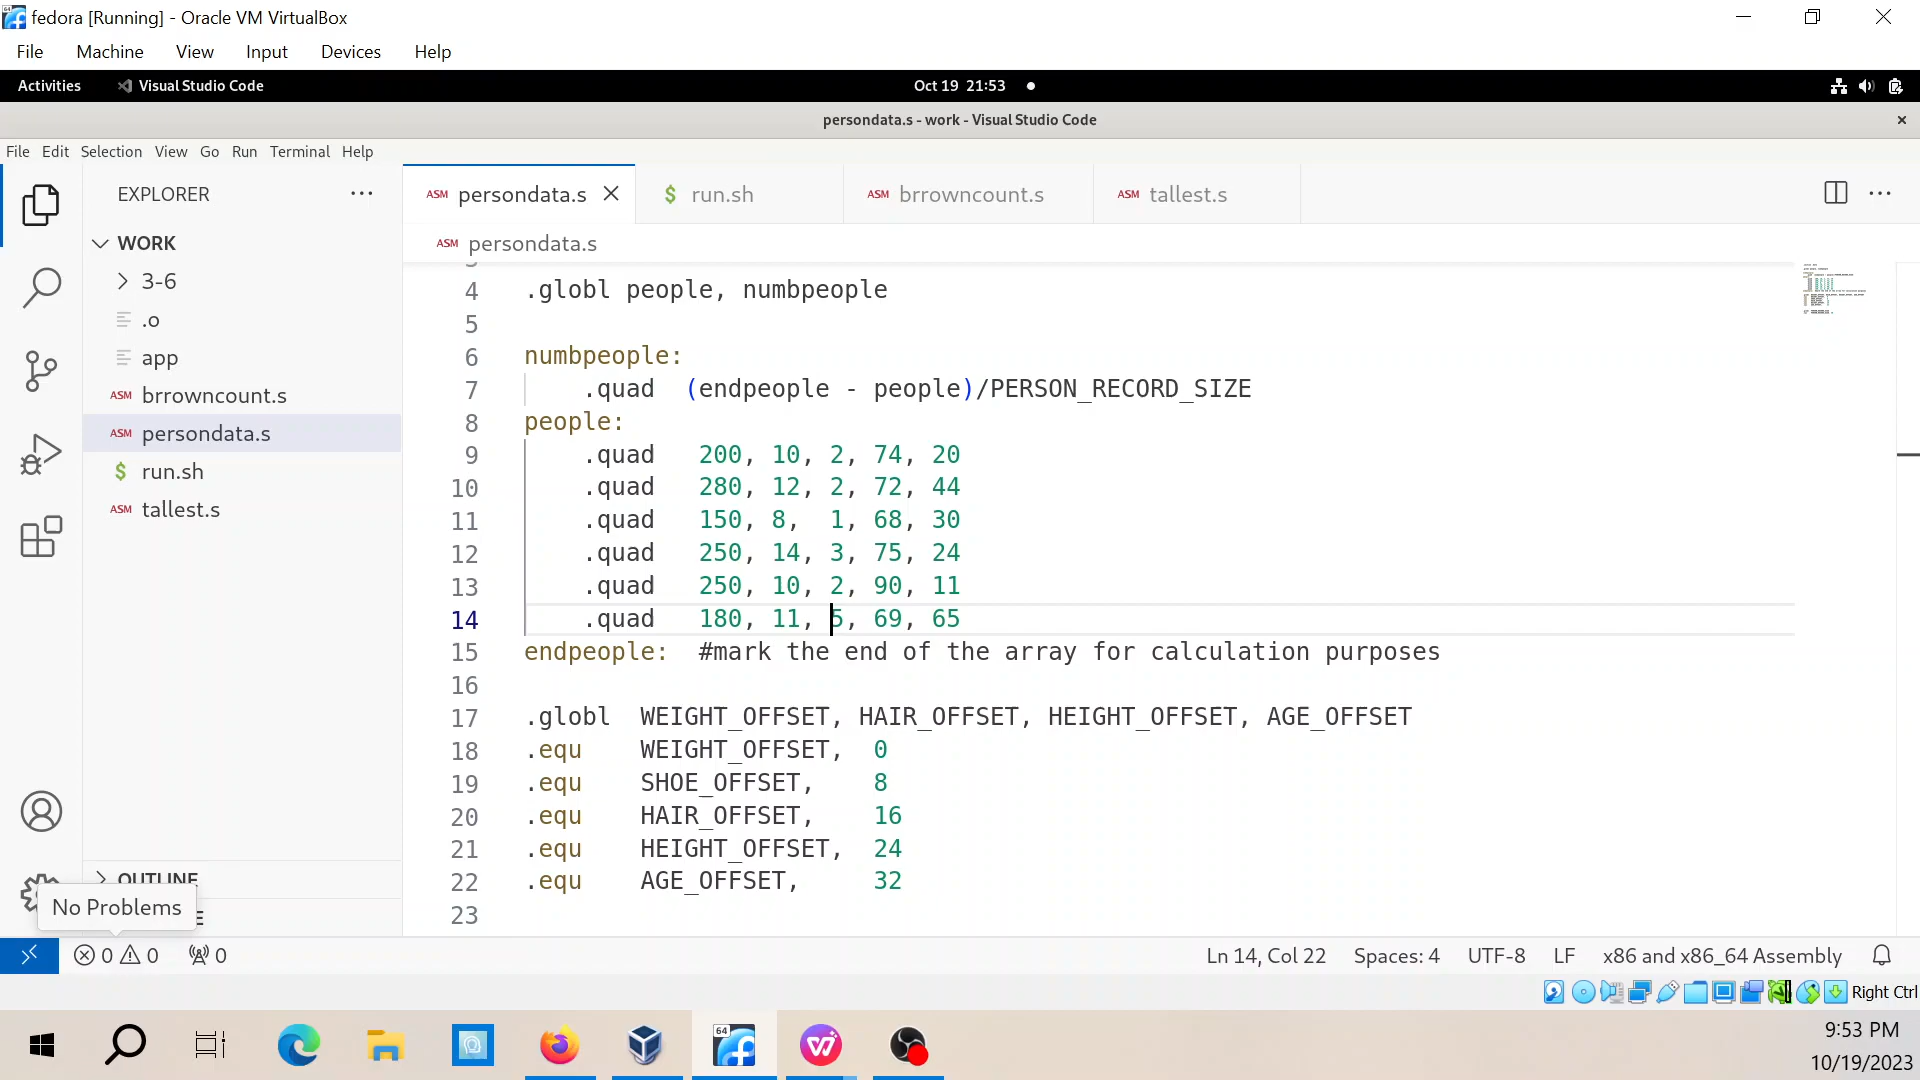 fedora [Running] - Oracle VM VirtualBox
File Machine View Input Devices Help
Activities Visual Studio Code Oct 19 21:53
persondata.s - work - Visual Studio Code
File Edit Selection View Go Run Terminal Help
EXPLORER
WORK
3-6
.o
app
ASM brrowncount.s
ASM persondata.s
$ run.sh
ASM tallest.s
OUTLINE
No Problems
ASM persondata.s $ run.sh ASM brrowncount.s ASM tallest.s
ASM persondata.s
4 .globl people, numbpeople
5
6 numbpeople:
7 .quad (endpeople - people)/PERSON_RECORD_SIZE
8 people:
9 .quad 200, 10, 2, 74, 20
10 .quad 280, 12, 2, 72, 44
11 .quad 150, 8, 1, 68, 30
12 .quad 250, 14, 3, 75, 24
13 .quad 250, 10, 2, 90, 11
14 .quad 180, 11, 5, 69, 65
15 endpeople: #mark the end of the array for calculation purposes
16
17 .globl WEIGHT_OFFSET, HAIR_OFFSET, HEIGHT_OFFSET, AGE_OFFSET
18 .equ WEIGHT_OFFSET, 0
19 .equ SHOE_OFFSET, 8
20 .equ HAIR_OFFSET, 16
21 .equ HEIGHT_OFFSET, 24
22 .equ AGE_OFFSET, 32
23
0 0 0 Ln 14, Col 22 Spaces: 4 UTF-8 LF x86 and x86_64 Assembly
Right Ctrl
64
9:53 PM
10/19/2023